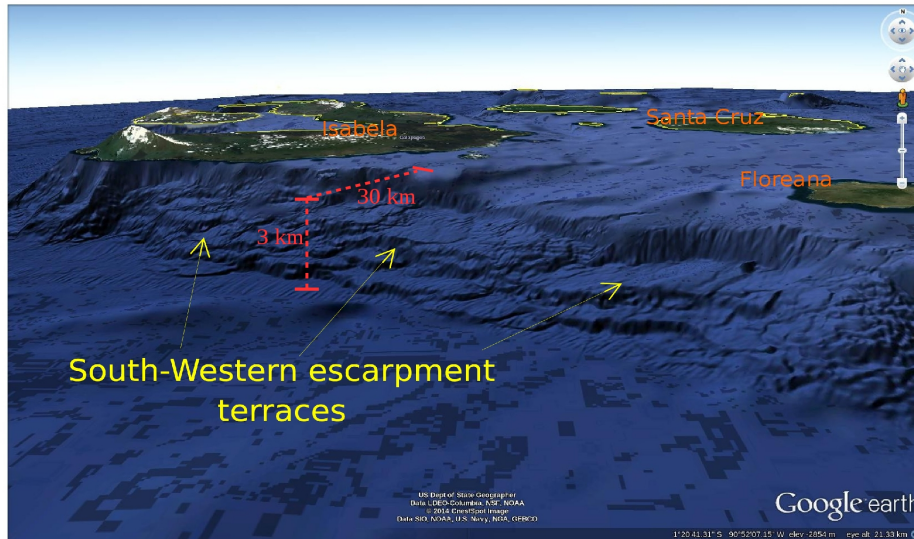 N
Santa Cruz
Isabela
Galapagos
Floreana
30 km
3 km
South-Western escarpment
terraces
US Dept of State Geographer
Data LDEO-Columbia, NSF, NOAA
© 2014 CnesSpot Image
Data SIO, NOAA, U.S. Navy, NGA, GEBCO
Google earth
1°20'41.31" S 90°52'07.15" W elev -2854 m eye alt 21.33 km